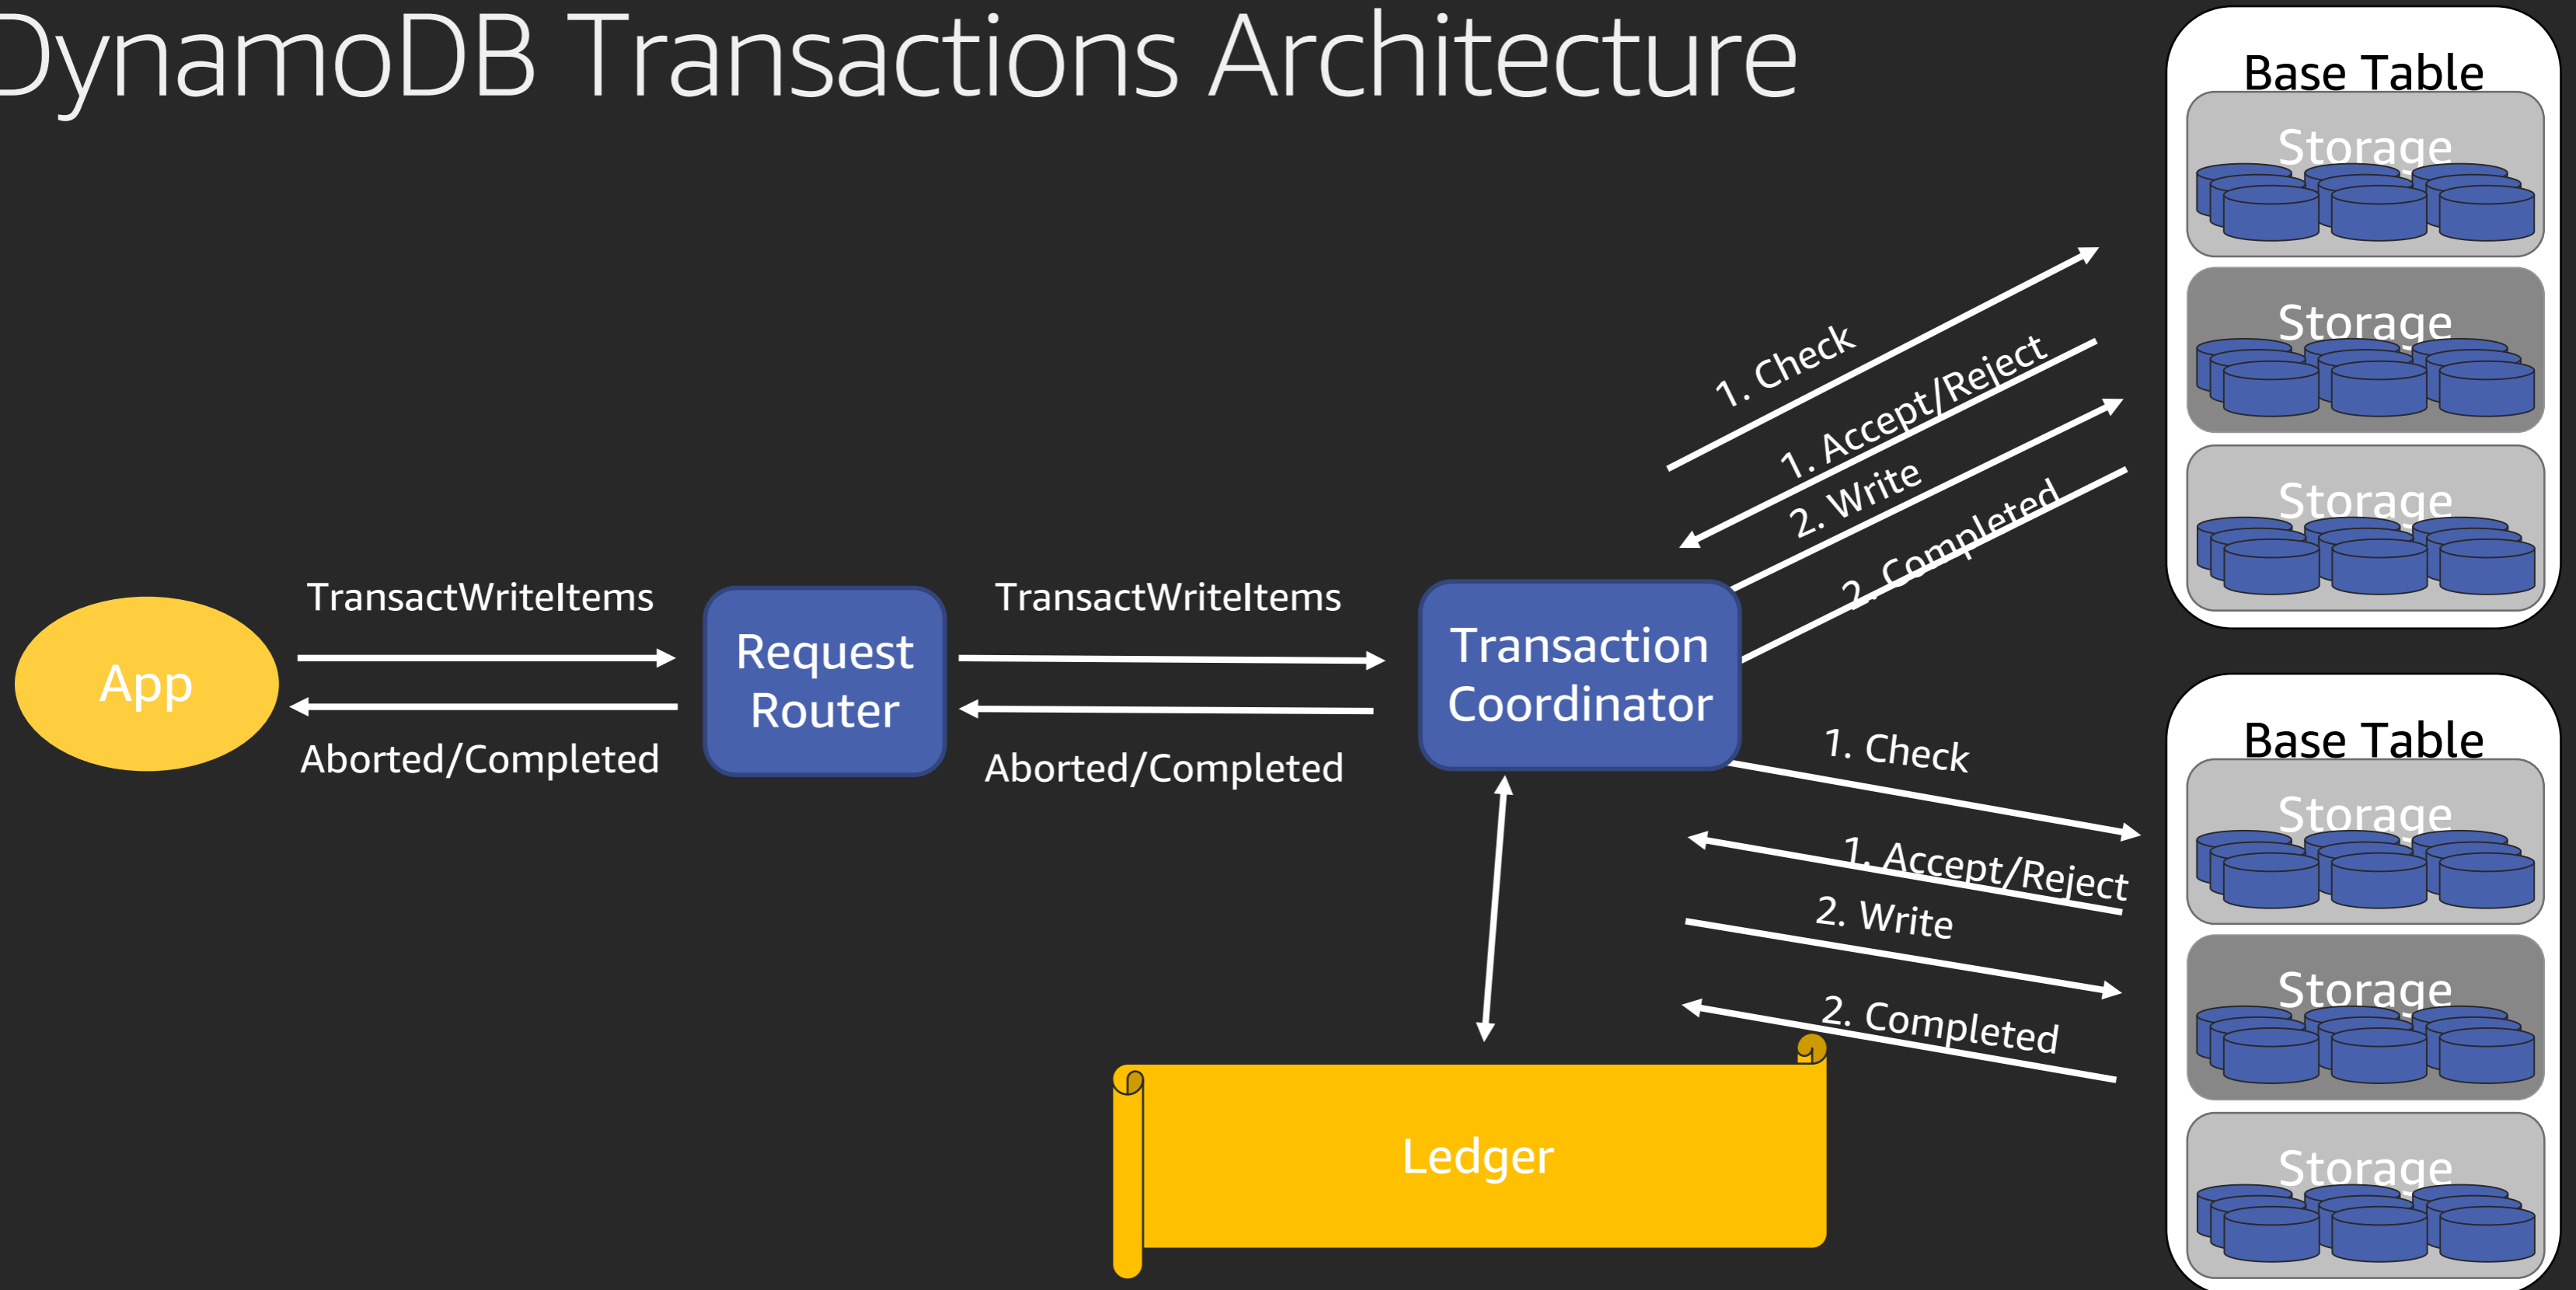 DynamoDB Transactions Architecture
Base Table
Storage
Storage
Storage
1. Check
1. Accept/Reject
2. Write
2. Completed
TransactWriteItems
TransactWriteItems
App
Request
Router
Transaction
Coordinator
Aborted/Completed
Aborted/Completed
Base Table
Storage
Storage
Storage
1. Check
1. Accept/Reject
2. Write
2. Completed
Ledger